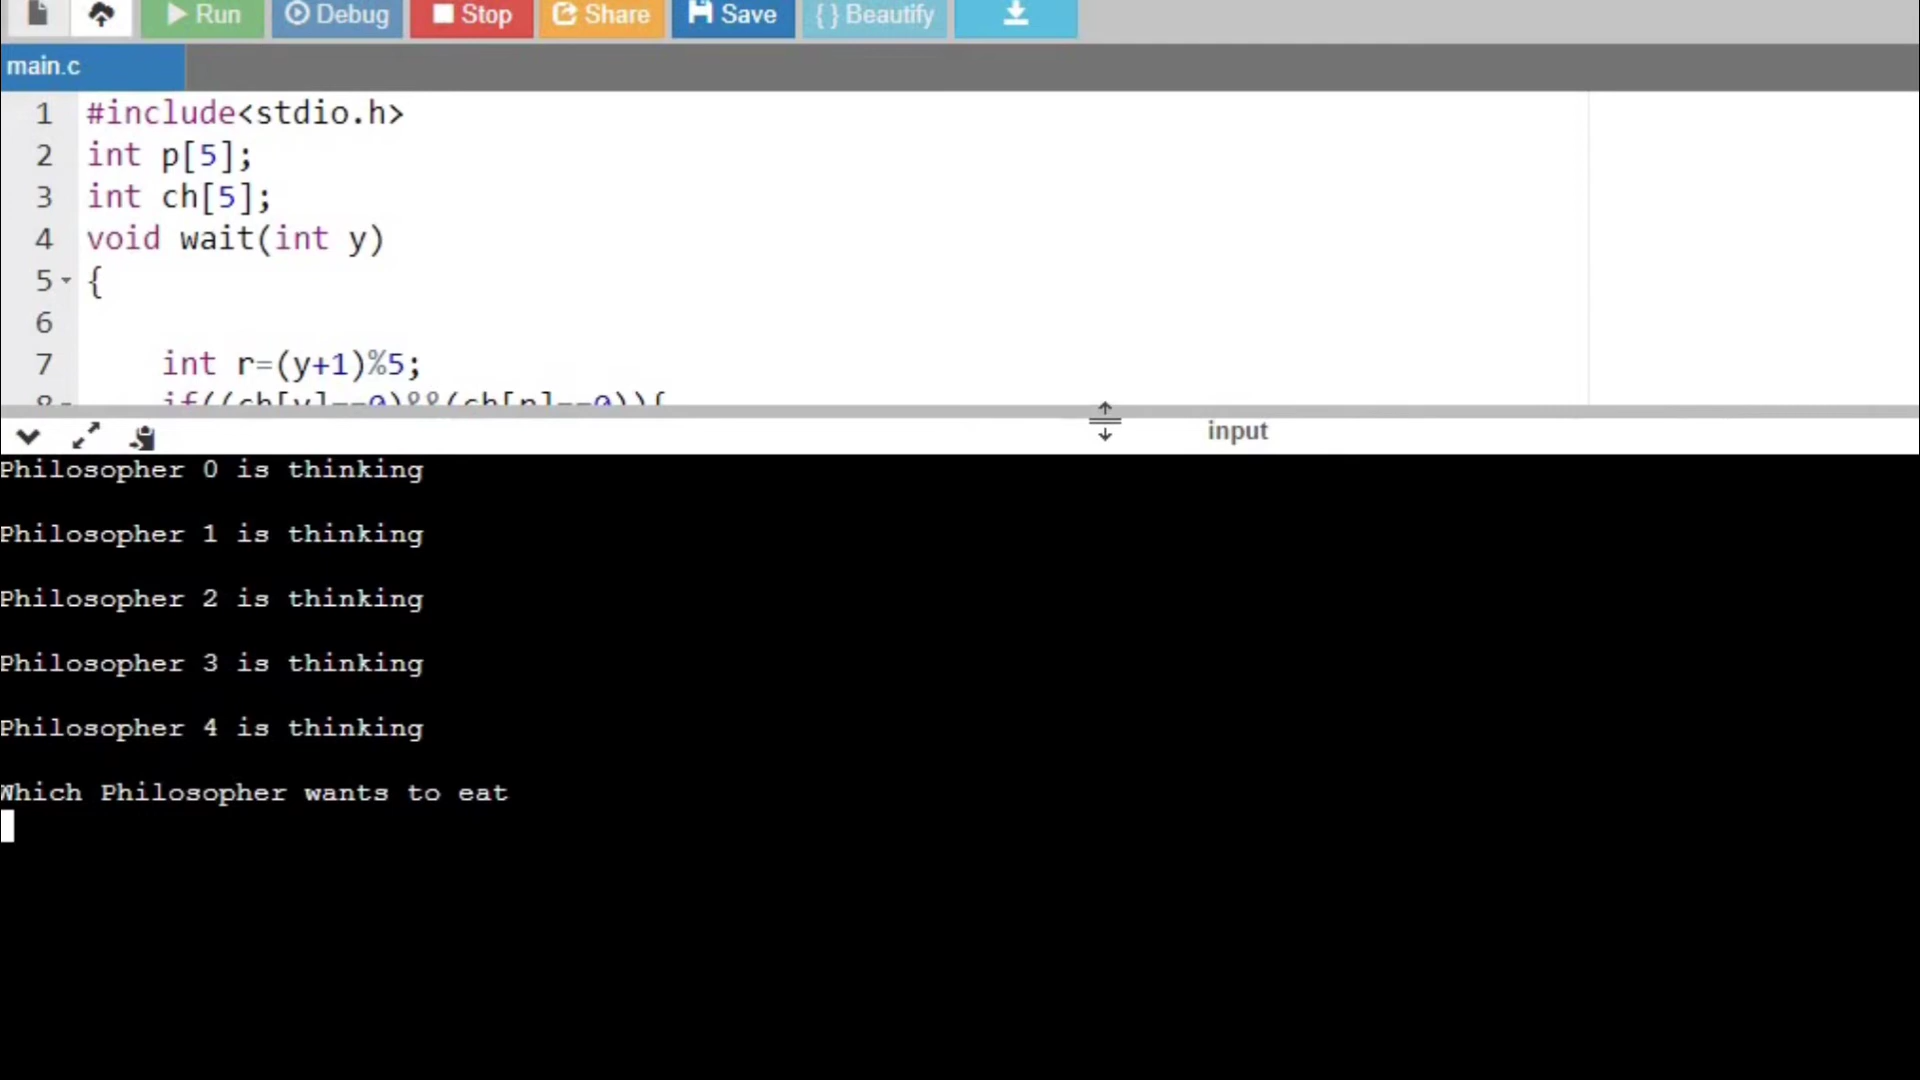 Run Debug Stop Share Save {} Beautify
main.c
1 #include<stdio.h>
2 int p[5];
3 int ch[5];
4 void wait(int y)
5 {
6
7 int r=(y+1)%5;
8 if((ch[y]==0)&&(ch[r]==0)){
input
Philosopher 0 is thinking
Philosopher 1 is thinking
Philosopher 2 is thinking
Philosopher 3 is thinking
Philosopher 4 is thinking
Which Philosopher wants to eat